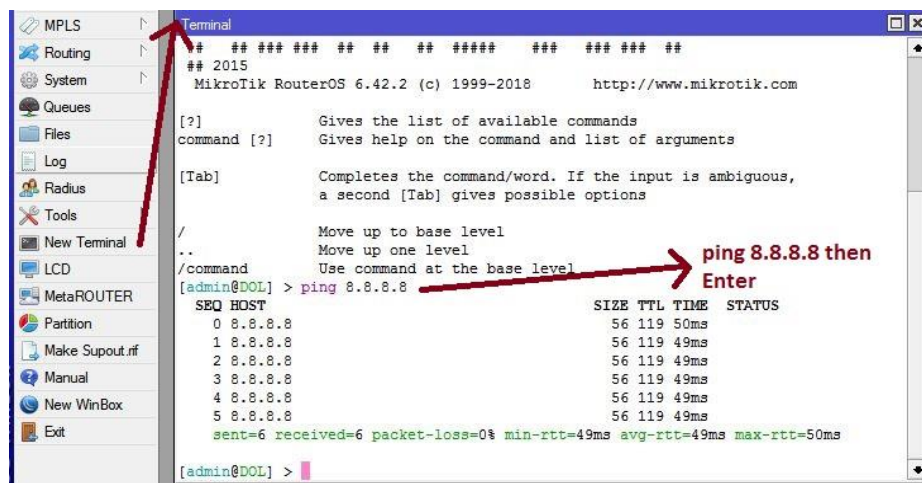 MPLS
Routing
System
Queues
Files
Log
Radius
Tools
New Terminal
LCD
MetaROUTER
Partition
Make Supout.rif
Manual
New WinBox
Exit
Terminal
## ## ### ### ## ## ## ##### ### ### ### ##
## 2015
MikroTik RouterOS 6.42.2 (c) 1999-2018 http://www.mikrotik.com
[?] Gives the list of available commands
command [?] Gives help on the command and list of arguments
[Tab] Completes the command/word. If the input is ambiguous,
a second [Tab] gives possible options
/ Move up to base level
.. Move up one level
/command Use command at the base level
[admin@DOL] > ping 8.8.8.8
SEQ HOST SIZE TTL TIME STATUS
0 8.8.8.8 56 119 50ms
1 8.8.8.8 56 119 49ms
2 8.8.8.8 56 119 49ms
3 8.8.8.8 56 119 49ms
4 8.8.8.8 56 119 49ms
5 8.8.8.8 56 119 49ms
sent=6 received=6 packet-loss=0% min-rtt=49ms avg-rtt=49ms max-rtt=50ms
[admin@DOL] >
ping 8.8.8.8 then
Enter